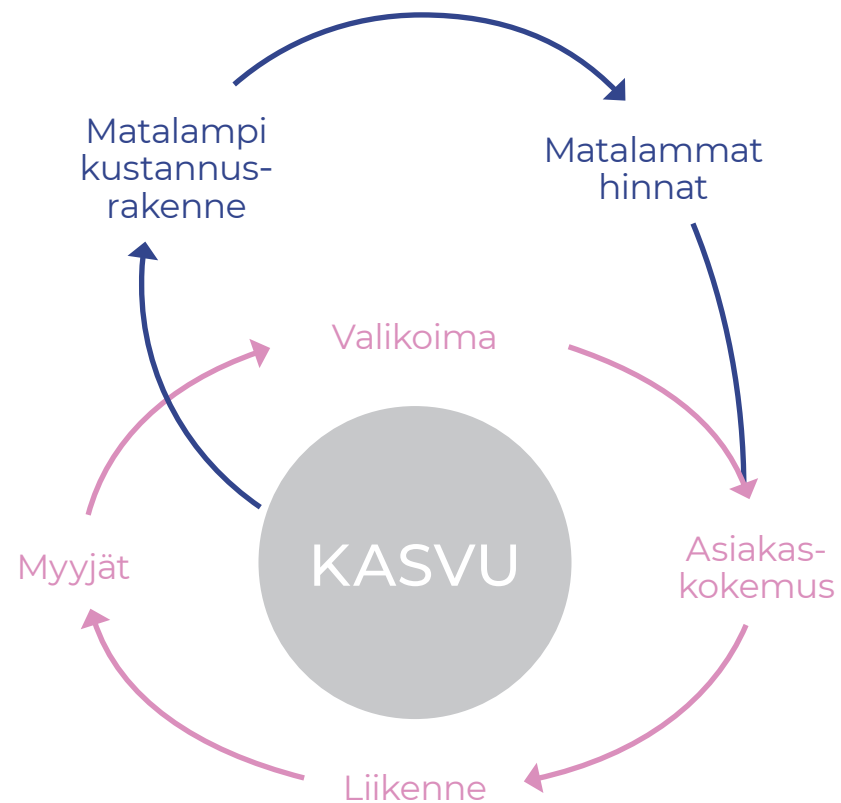 Matalampi
kustannus-
rakenne
Matalammat
hinnat
Valikoima
KASVU
Myyjät
Asiakas-
kokemus
Liikenne